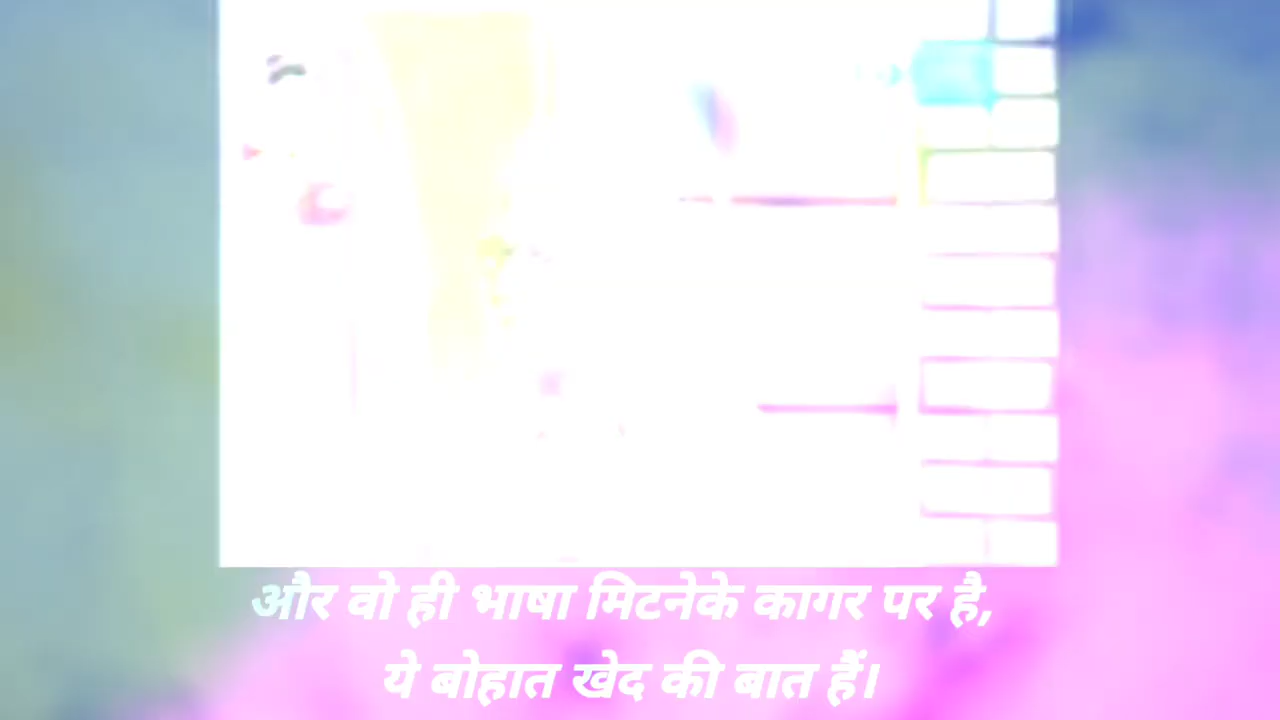 और वो ही भाषा मिटनेके कागर पर है,
ये बोहात खेद की बात हैं।